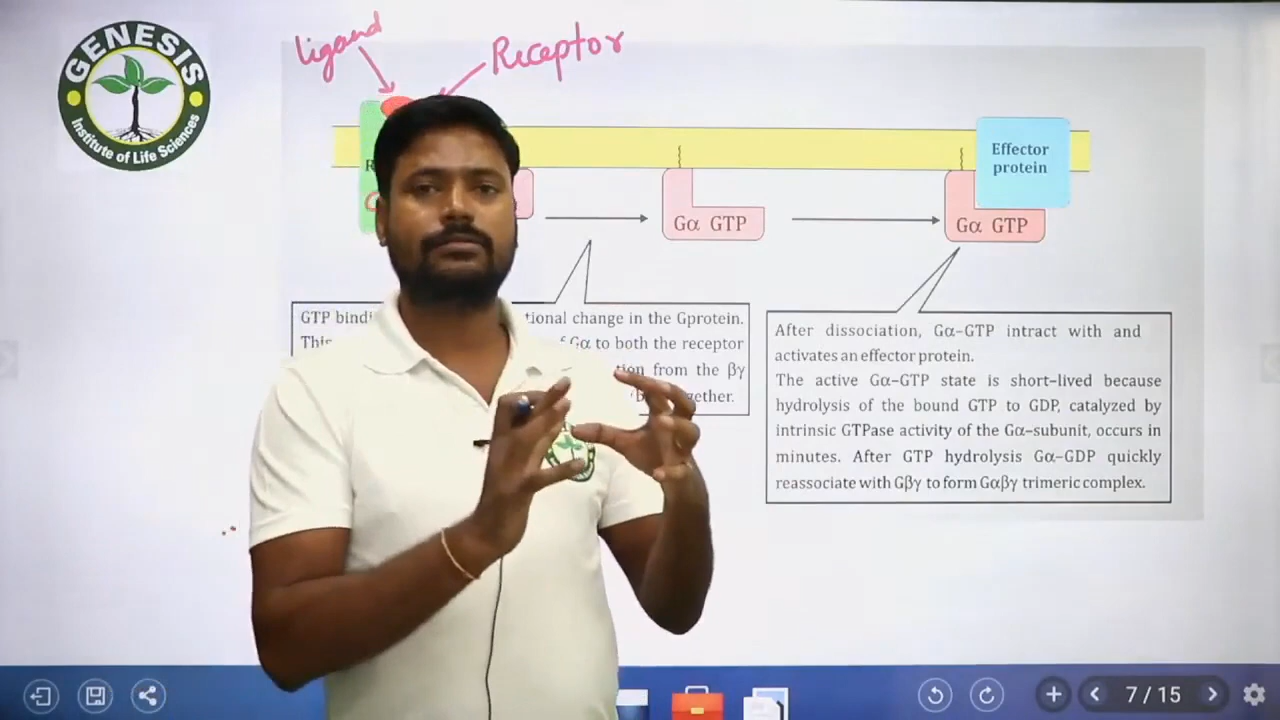 GENESIS
Institute of Life Sciences
ligand
Receptor
Effector
protein
Gα GTP
Gα GTP
GTP tional change in the Gprotein.
Gα to both the receptor
from the βγ
After dissociation, Gα–GTP intract with and
activates an effector protein.
The active Gα–GTP state is short–lived because
hydrolysis of the bound GTP to GDP, catalyzed by
intrinsic GTPase activity of the Gα–subunit, occurs in
minutes. After GTP hydrolysis Gα–GDP quickly
reassociate with Gβγ to form Gαβγ trimeric complex.
7 / 15